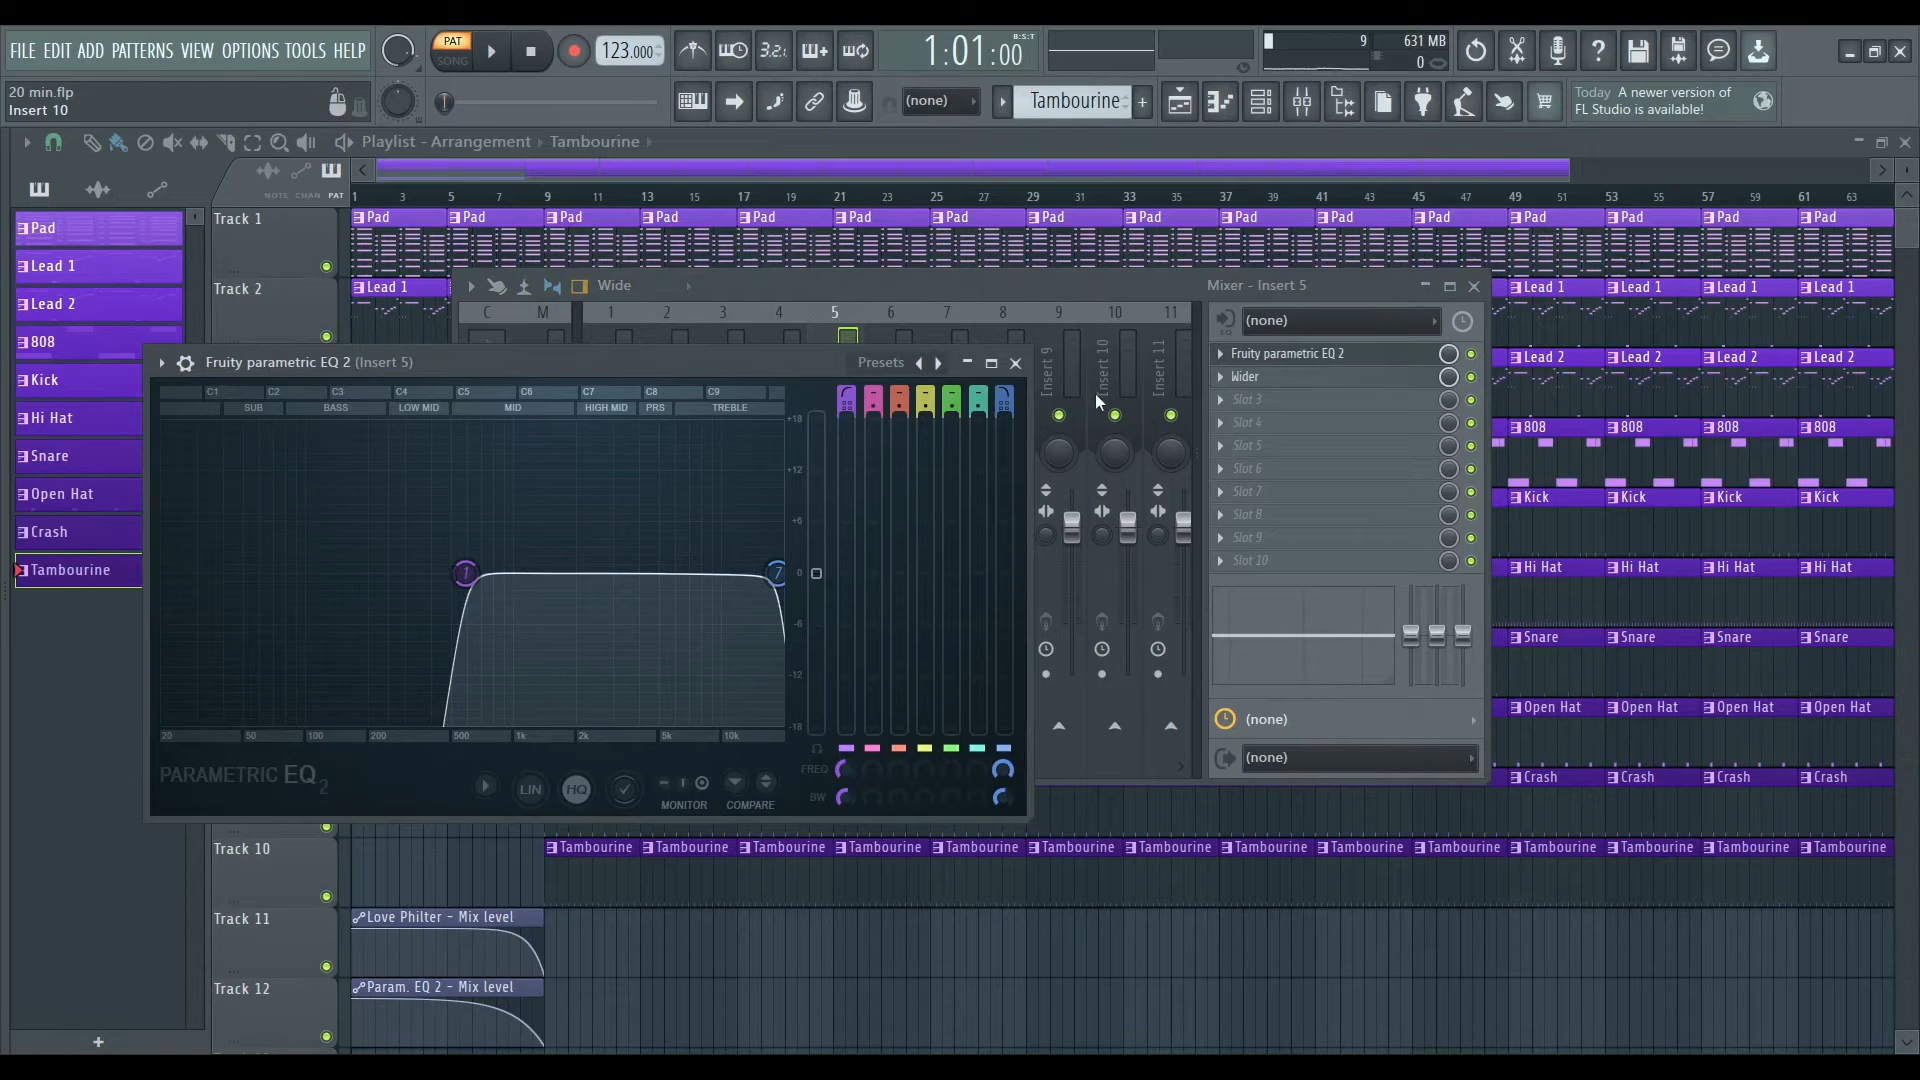 FILE EDIT ADD PATTERNS VIEW OPTIONS TOOLS HELP
PAT
SONG
123.000
3.2.1
1:01:00
B:S:T
9
631 MB
0
20 min.flp
Insert 10
(none)
Tambourine
Today A newer version of
FL Studio is available!
Playlist - Arrangement Tambourine
NOTE CHAN PAT
1 3 5 7 9 11 13 15 17 19 21 23 25 27 29 31 33 35 37 39 41 43 45 47 49 51 53 55 57 59 61 63
Pad
Lead 1
Lead 2
808
Kick
Hi Hat
Snare
Open Hat
Crash
Tambourine
Track 1
Pad Pad Pad Pad Pad Pad Pad Pad Pad Pad Pad Pad Pad Pad Pad Pad
Track 2
Lead 1
Lead 1 Lead 1 Lead 1 Lead 1
Lead 2 Lead 2 Lead 2 Lead 2
808 808 808 808
Kick Kick Kick Kick
Hi Hat Hi Hat Hi Hat Hi Hat
Snare Snare Snare Snare
Open Hat Open Hat Open Hat Open Hat
Crash Crash Crash Crash
Track 10
Tambourine Tambourine Tambourine Tambourine Tambourine Tambourine Tambourine Tambourine Tambourine Tambourine Tambourine Tambourine Tambourine Tambourine
Track 11
Love Philter - Mix level
Track 12
Param. EQ 2 - Mix level
Wide
Mixer - Insert 5
C M 1 2 3 4 5 6 7 8 9 10 11
Insert 9
Insert 10
Insert 11
(none)
EQ
Fruity parametric EQ 2
Wider
Slot 3
Slot 4
Slot 5
Slot 6
Slot 7
Slot 8
Slot 9
Slot 10
(none)
(none)
Fruity parametric EQ 2 (Insert 5)
Presets
C1 C2 C3 C4 C5 C6 C7 C8 C9
SUB BASS LOW MID MID HIGH MID PRS TREBLE
+18
+12
+6
0
-6
-12
-18
1
7
20 50 100 200 500 1k 2k 5k 10k
PARAMETRIC EQ 2
LIN
HQ
MONITOR
COMPARE
FREQ
BW